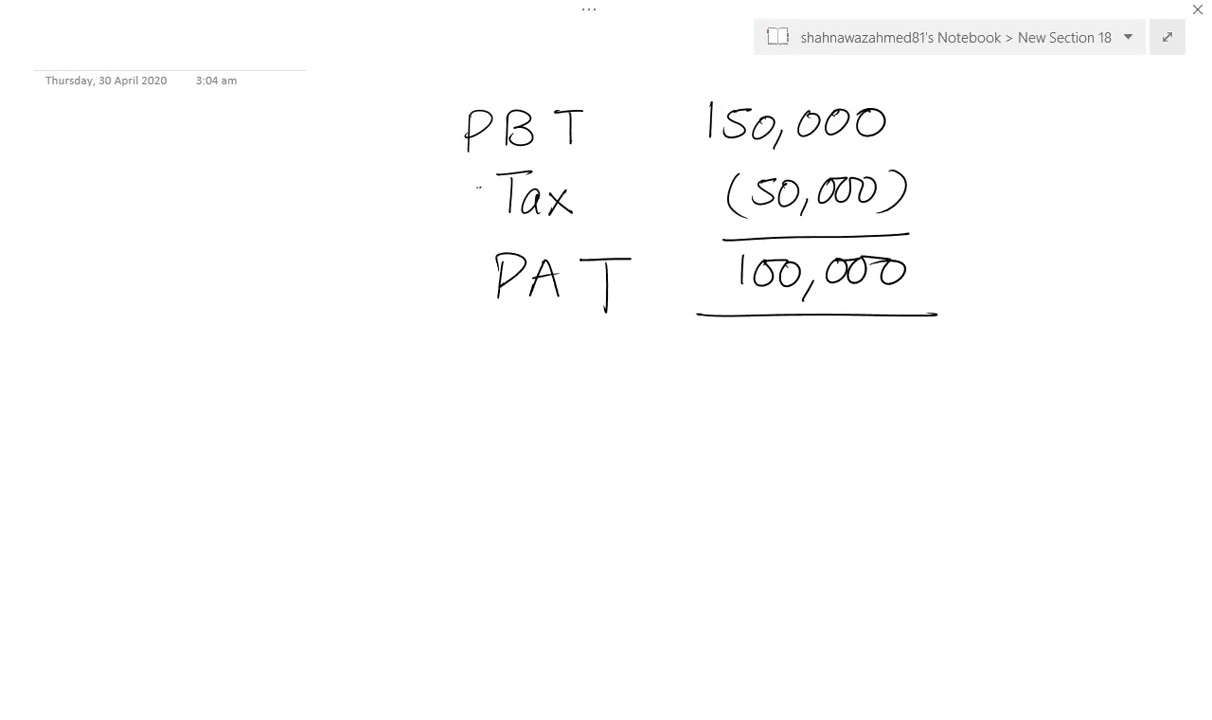 ...
shahnawazahmed81's Notebook > New Section 18
Thursday, 30 April 2020 3:04 am
PBT 150,000
Tax (50,000)
PAT 100,000